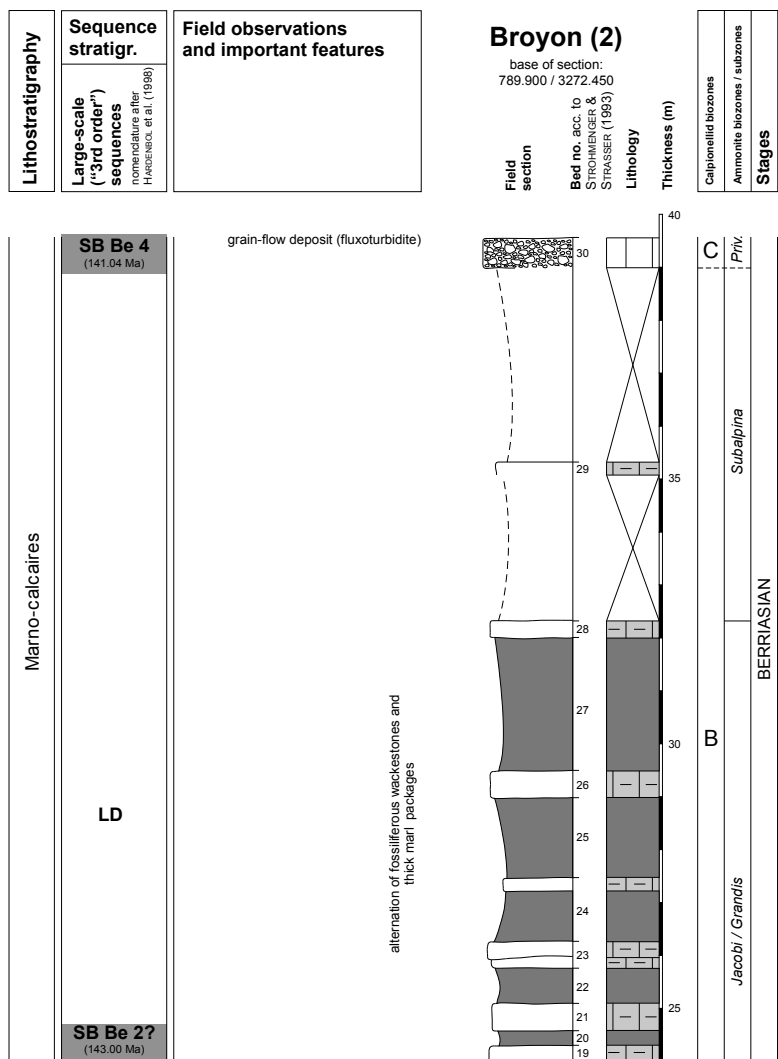 Lithostratigraphy
Sequence
stratigr.
Large-scale
("3rd order")
sequences
nomenclature after
HARDENBOL et al. (1998)
Field observations
and important features
Broyon (2)
base of section:
789.900 / 3272.450
Field
section
Bed no. acc. to
STROHMENGER &
STRASSER (1993)
Lithology
Thickness (m)
Calpionellid biozones
Ammonite biozones / subzones
Stages
40
SB Be 4
(141.04 Ma)
grain-flow deposit (fluxoturbidite)
30
C
Priv.
Subalpina
29
35
Marno-calcaires
BERRIASIAN
28
27
30
B
alternation of fossiliferous wackestones and
thick marl packages
26
LD
25
24
Jacobi / Grandis
23
22
25
21
SB Be 2?
(143.00 Ma)
20
19